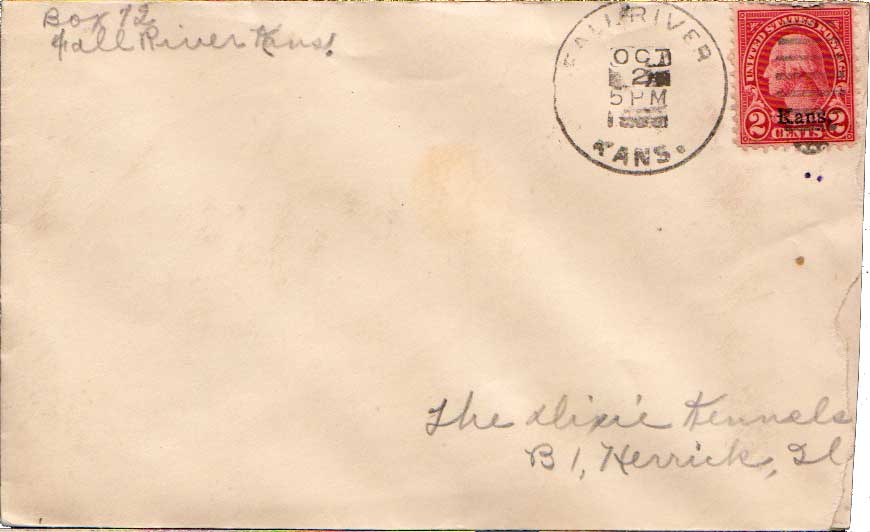 Box 72
Fall River Kans.
FALL RIVER
OCT
2
5 PM
KANS.
UNITED STATES POSTAGE
Kans.
2 CENTS 2
The Dixie Kennels
B 1, Herrick, Il